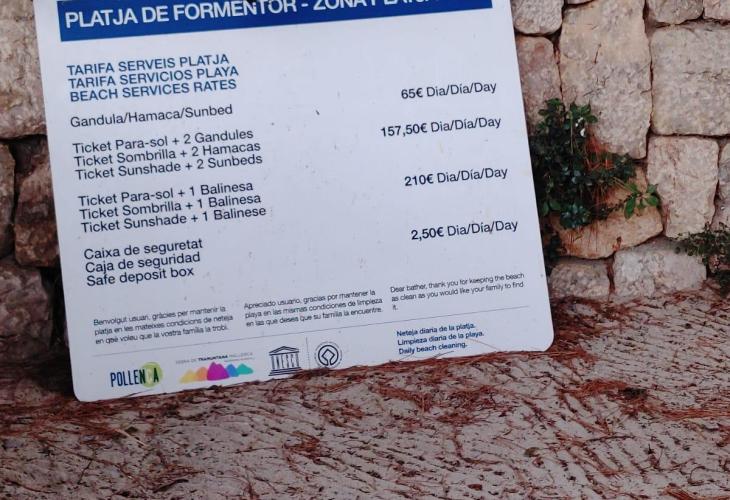 PLATJA DE FORMENTOR - ZONA
TARIFA SERVEIS PLATJA
TARIFA SERVICIOS PLAYA
BEACH SERVICES RATES
Gandula/Hamaca/Sunbed 65€ Dia/Día/Day
Ticket Para-sol + 2 Gandules 157,50€ Dia/Día/Day
Ticket Sombrilla + 2 Hamacas
Ticket Sunshade + 2 Sunbeds
Ticket Para-sol + 1 Balinesa 210€ Dia/Día/Day
Ticket Sombrilla + 1 Balinesa
Ticket Sunshade + 1 Balinese
Caixa de seguretat 2,50€ Dia/Día/Day
Caja de seguridad
Safe deposit box
Benvolgut usuari, gràcies per mantenir la
platja en les mateixes condicions de neteja
en què voleu que la vostra família la trobi.
Apreciado usuario, gracias por mantener la
playa en las mismas condiciones de limpieza
en las que desea que su familia la encuentre.
Dear bather, thank you for keeping the beach
as clean as you would like your family to find
it.
Neteja diaria de la platja.
Limpieza diaria de la playa.
Daily beach cleaning.
POLLENÇA
SERRA DE TRAMUNTANA MALLORCA